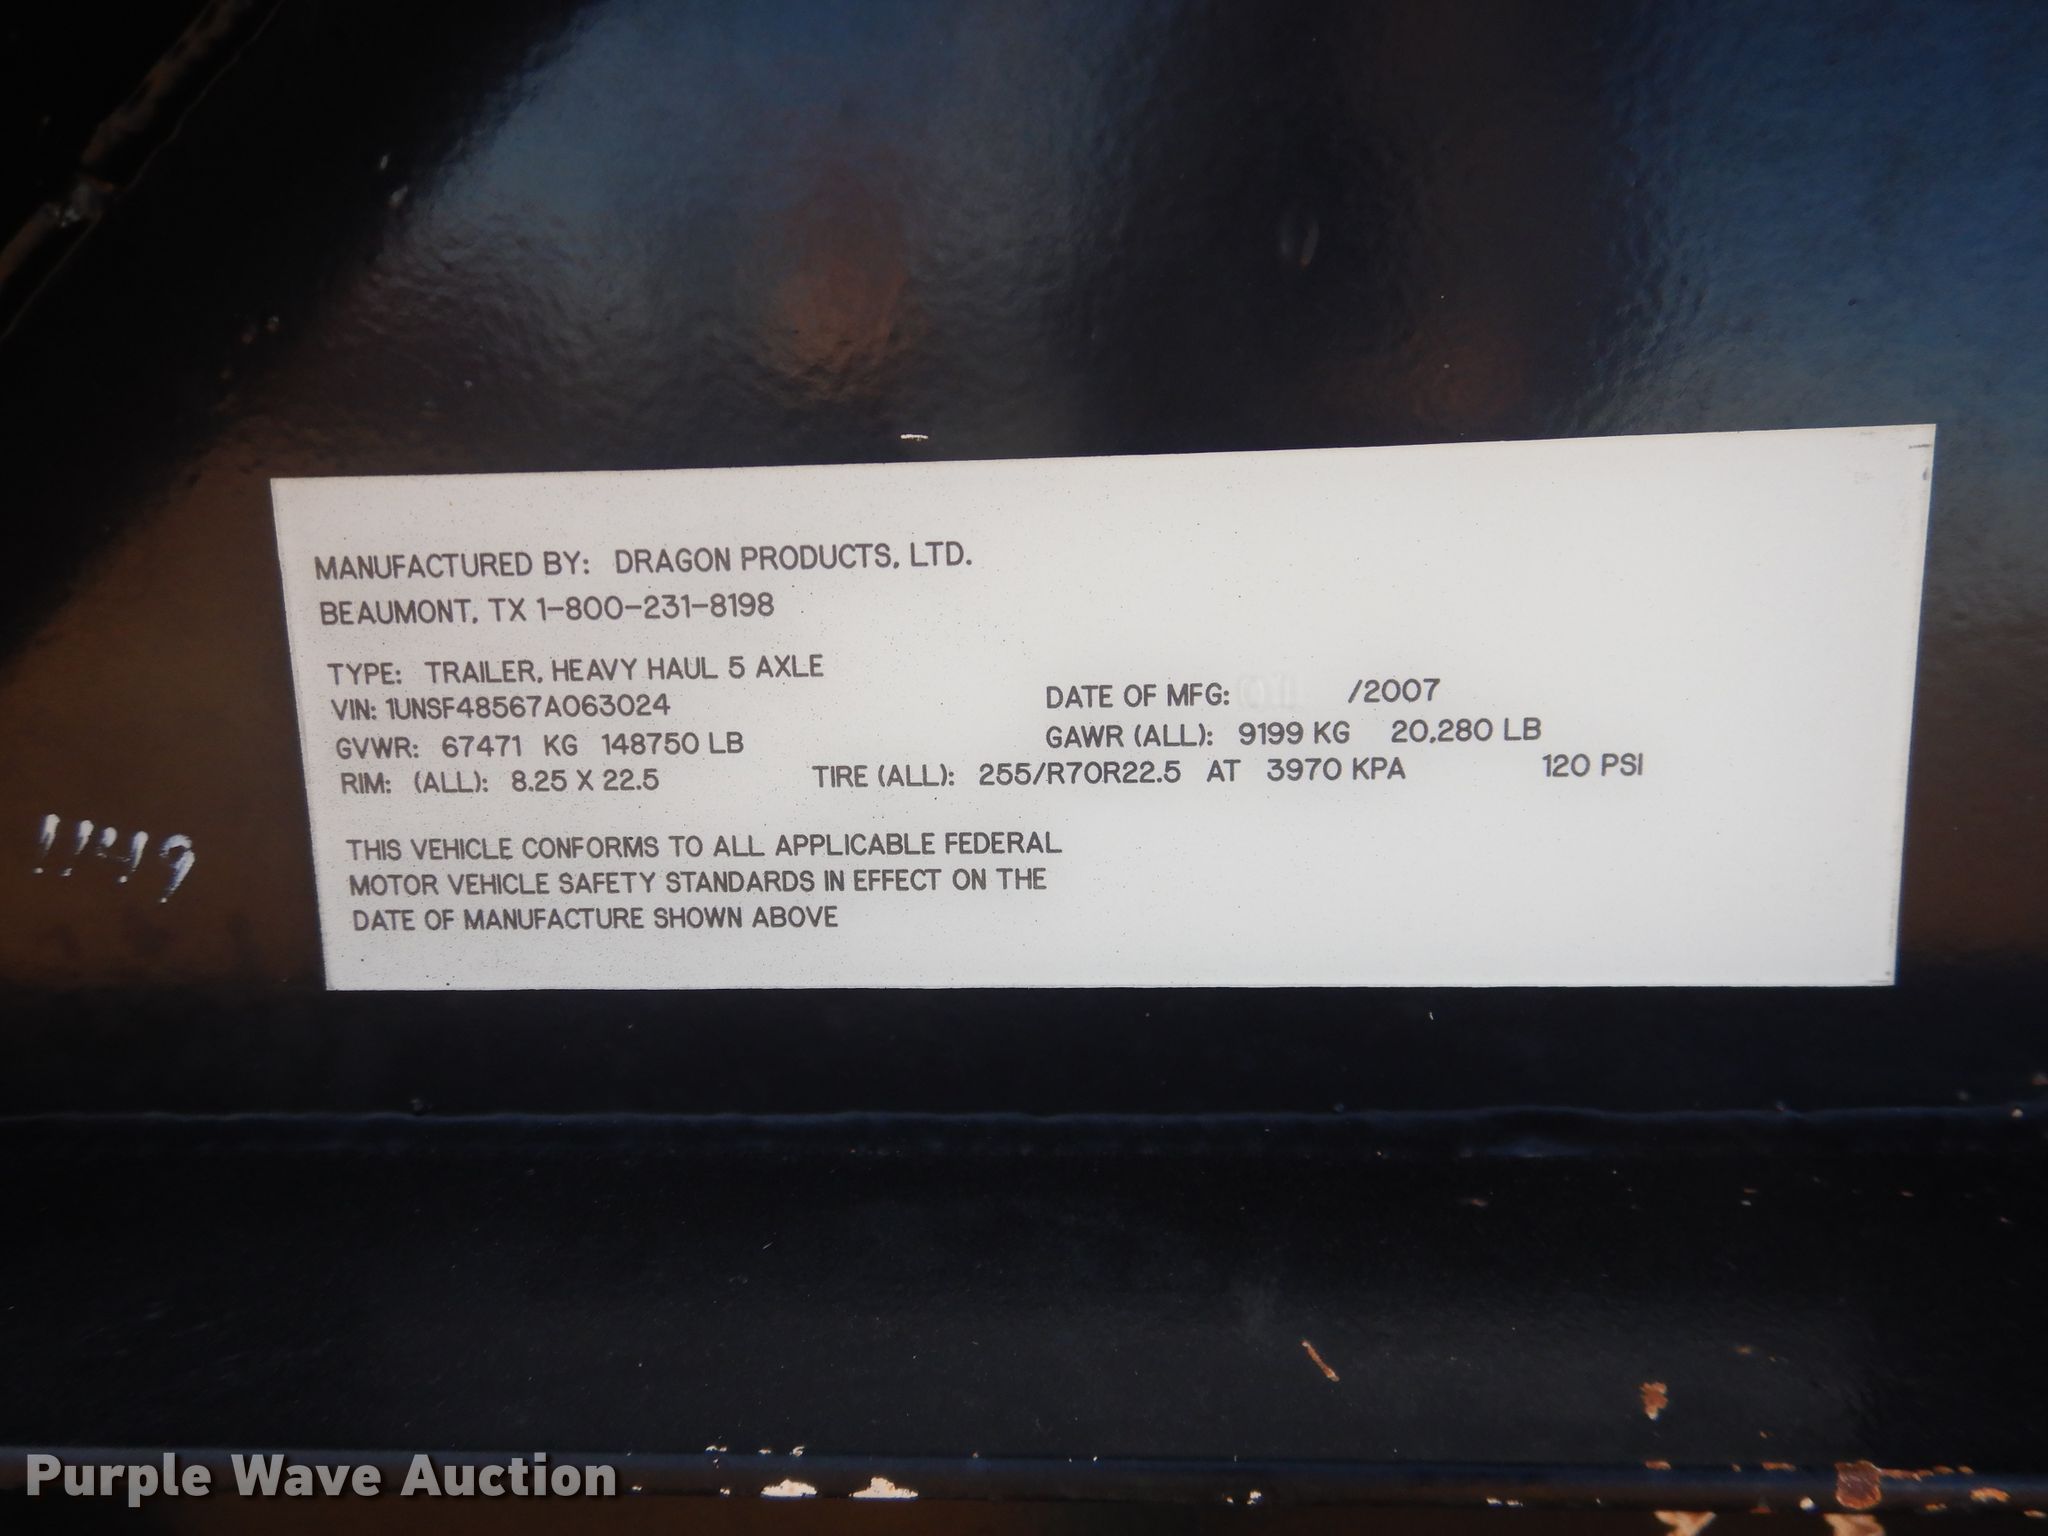 MANUFACTURED BY: DRAGON PRODUCTS, LTD.
BEAUMONT, TX 1-800-231-8198
TYPE: TRAILER, HEAVY HAUL 5 AXLE
VIN: 1UNSF48567A063024
DATE OF MFG: /2007
GVWR: 67471 KG 148750 LB
GAWR (ALL): 9199 KG 20,280 LB
RIM: (ALL): 8.25 X 22.5
TIRE (ALL): 255/R70R22.5 AT 3970 KPA 120 PSI
THIS VEHICLE CONFORMS TO ALL APPLICABLE FEDERAL
MOTOR VEHICLE SAFETY STANDARDS IN EFFECT ON THE
DATE OF MANUFACTURE SHOWN ABOVE
Purple Wave Auction